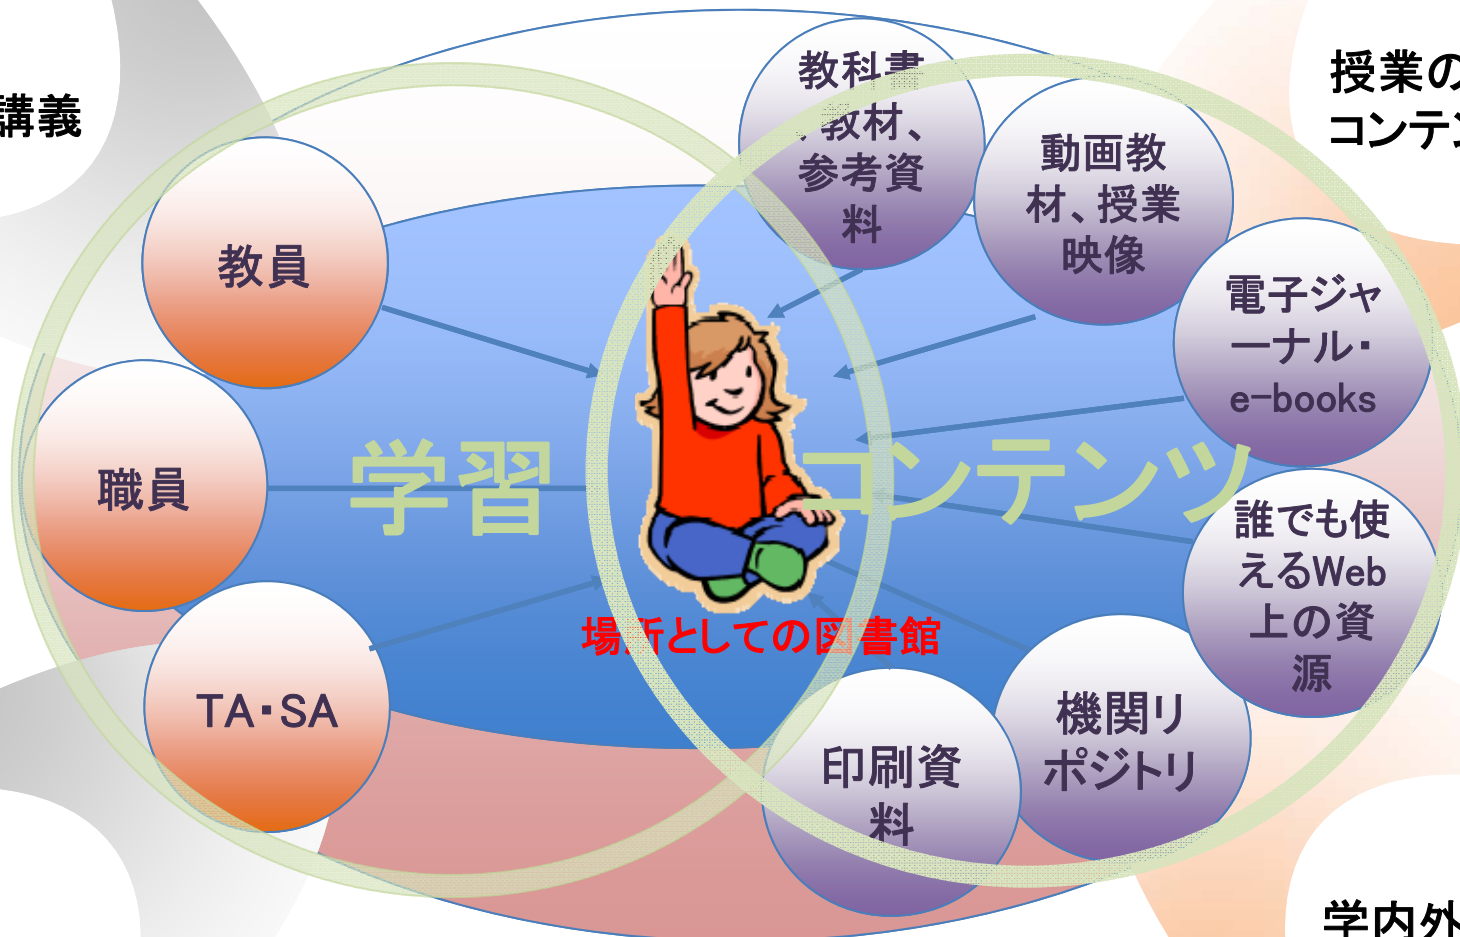 講義
授業の
コンテン
教科書
、教材、
参考資
料
動画教
材、授業
映像
電子ジャ
ーナル・
e-books
誰でも使
えるWeb
上の資
源
機関リ
ポジトリ
印刷資
料
教員
職員
TA・SA
学習
コンテンツ
場所としての図書館
学内外